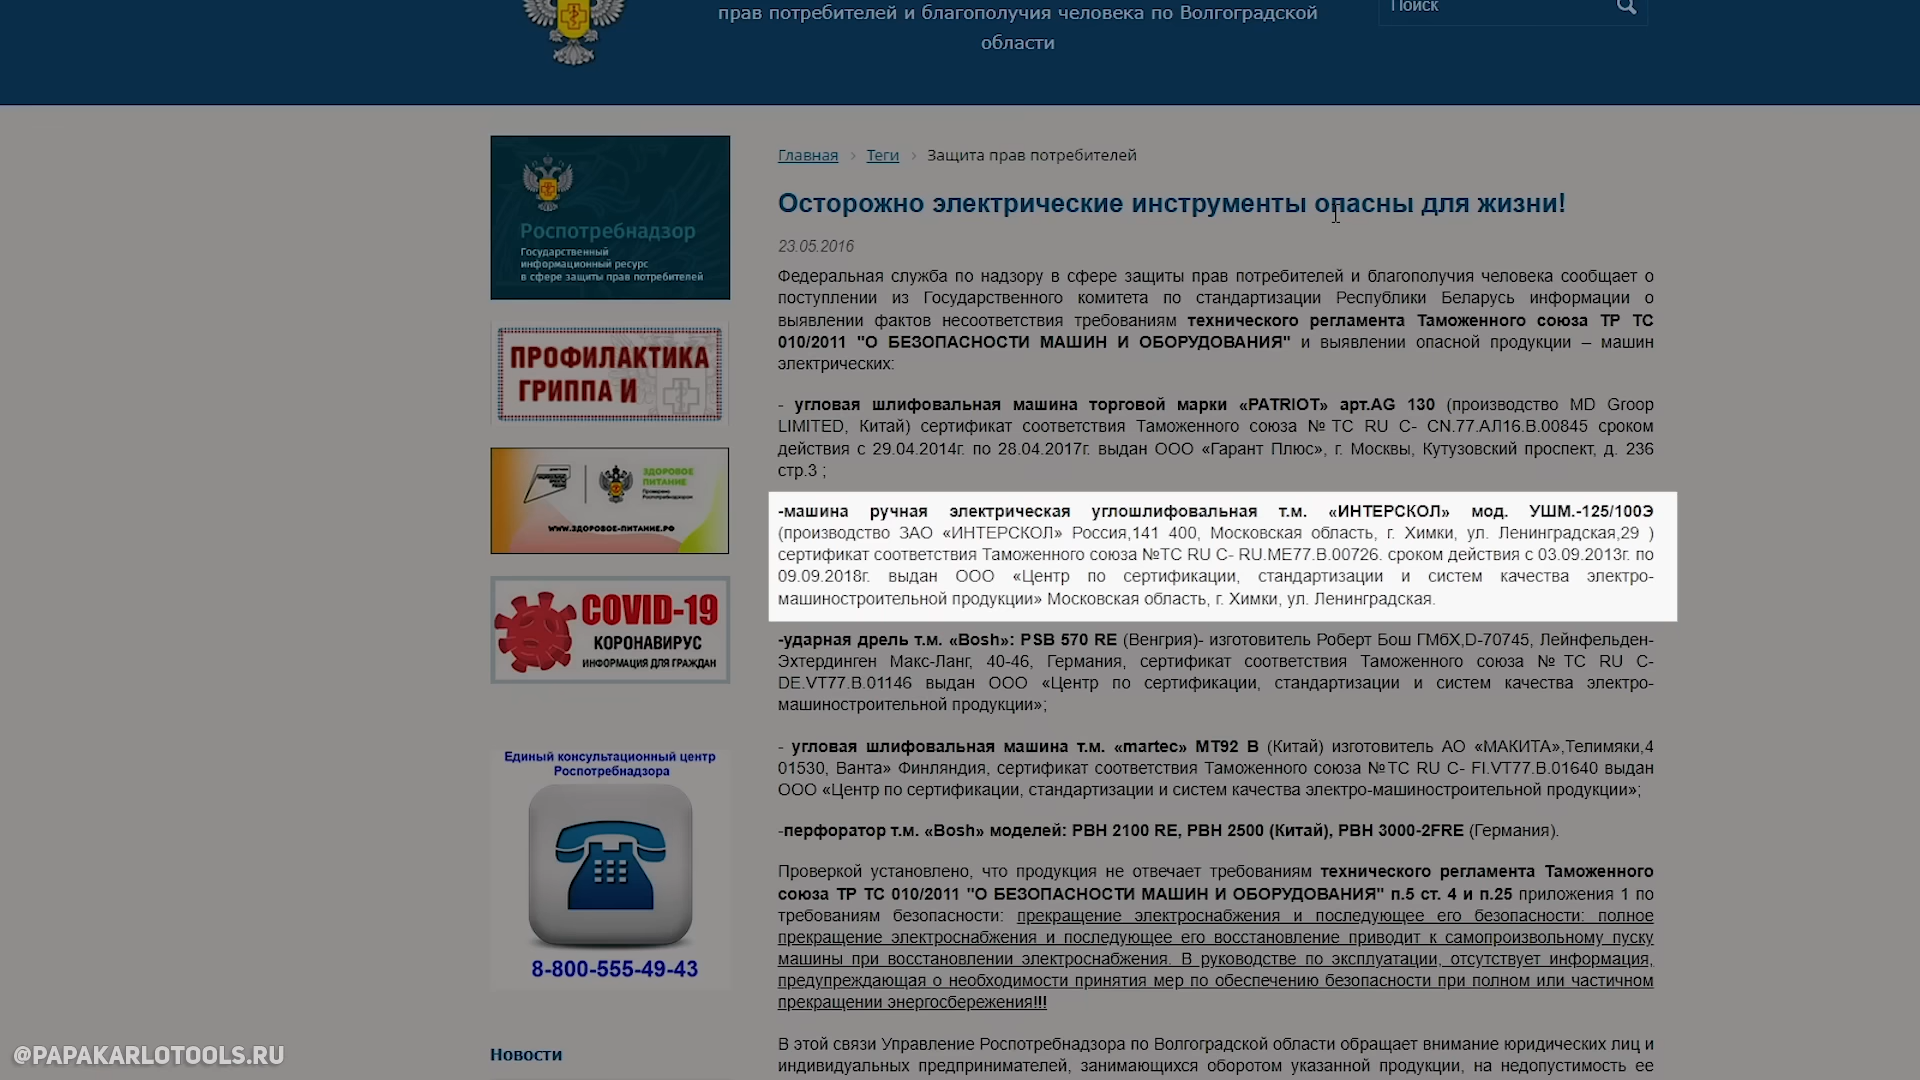 прав потребителей и благополучия человека по Волгоградской
области
Поиск
Роспотребнадзор
Государственный
информационный ресурс
в сфере защиты прав потребителей
ПРОФИЛАКТИКА
ГРИППА И
ЗДОРОВОЕ
ПИТАНИЕ
Проверено
Роспотребнадзором
WWW.ЗДОРОВОЕ-ПИТАНИЕ.РФ
COVID-19
КОРОНАВИРУС
ИНФОРМАЦИЯ ДЛЯ ГРАЖДАН
Единый консультационный центр
Роспотребнадзора
8-800-555-49-43
Новости
Главная › Теги › Защита прав потребителей
Осторожно электрические инструменты опасны для жизни!
23.05.2016
Федеральная служба по надзору в сфере защиты прав потребителей и благополучия человека сообщает о
поступлении из Государственного комитета по стандартизации Республики Беларусь информации о
выявлении фактов несоответствия требованиям технического регламента Таможенного союза ТР ТС
010/2011 "О БЕЗОПАСНОСТИ МАШИН И ОБОРУДОВАНИЯ" и выявлении опасной продукции – машин
электрических:
- угловая шлифовальная машина торговой марки «PATRIOT» арт.AG 130 (производство MD Groop
LIMITED, Китай) сертификат соответствия Таможенного союза №ТС RU С- CN.77.АЛ16.В.00845 сроком
действия с 29.04.2014г. по 28.04.2017г. выдан ООО «Гарант Плюс», г. Москвы, Кутузовский проспект, д. 236
стр.3 ;
-машина ручная электрическая углошлифовальная т.м. «ИНТЕРСКОЛ» мод. УШМ.-125/100Э
(производство ЗАО «ИНТЕРСКОЛ» Россия,141 400, Московская область, г. Химки, ул. Ленинградская,29 )
сертификат соответствия Таможенного союза №ТС RU С- RU.ME77.B.00726. сроком действия с 03.09.2013г. по
09.09.2018г. выдан ООО «Центр по сертификации, стандартизации и систем качества электро-
машиностроительной продукции» Московская область, г. Химки, ул. Ленинградская.
-ударная дрель т.м. «Bosh»: PSB 570 RE (Венгрия)- изготовитель Роберт Бош ГМбХ,D-70745, Лейнфельден-
Эхтердинген Макс-Ланг, 40-46, Германия, сертификат соответствия Таможенного союза №ТС RU С-
DE.VT77.B.01146 выдан ООО «Центр по сертификации, стандартизации и систем качества электро-
машиностроительной продукции»;
- угловая шлифовальная машина т.м. «martec» МТ92 В (Китай) изготовитель АО «МАКИТА»,Телимяки,4
01530, Ванта» Финляндия, сертификат соответствия Таможенного союза №ТС RU С- FI.VT77.B.01640 выдан
ООО «Центр по сертификации, стандартизации и систем качества электро-машиностроительной продукции»;
-перфоратор т.м. «Bosh» моделей: PBH 2100 RE, PBH 2500 (Китай), PBH 3000-2FRE (Германия).
Проверкой установлено, что продукция не отвечает требованиям технического регламента Таможенного
союза ТР ТС 010/2011 "О БЕЗОПАСНОСТИ МАШИН И ОБОРУДОВАНИЯ" п.5 ст. 4 и п.25 приложения 1 по
требованиям безопасности: прекращение электроснабжения и последующее его безопасности: полное
прекращение электроснабжения и последующее его восстановление приводит к самопроизвольному пуску
машины при восстановлении электроснабжения. В руководстве по эксплуатации, отсутствует информация,
предупреждающая о необходимости принятия мер по обеспечению безопасности при полном или частичном
прекращении энергосбережения!!!
В этой связи Управление Роспотребнадзора по Волгоградской области обращает внимание юридических лиц и
индивидуальных предпринимателей, занимающихся оборотом указанной продукции, на недопустимость ее
@PAPAKARLOTOOLS.RU